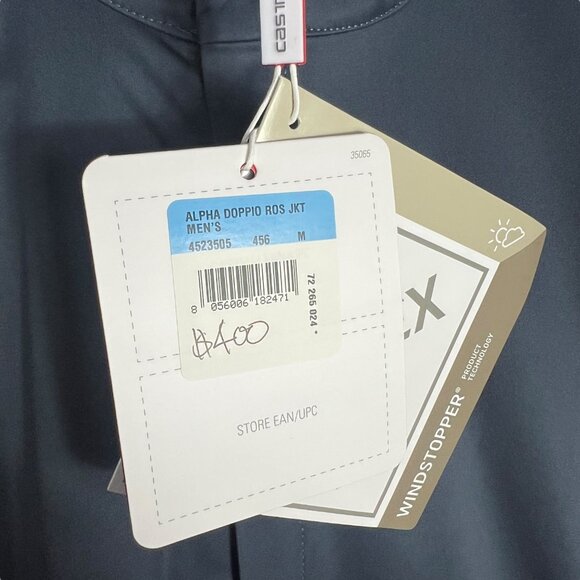 cast
35065
ALPHA DOPPIO ROS JKT
MEN'S
4523505 456 M
8 056006 182471
72 265 024 *
$400
STORE EAN/UPC
EX
WINDSTOPPER®
PRODUCT
TECHNOLOGY